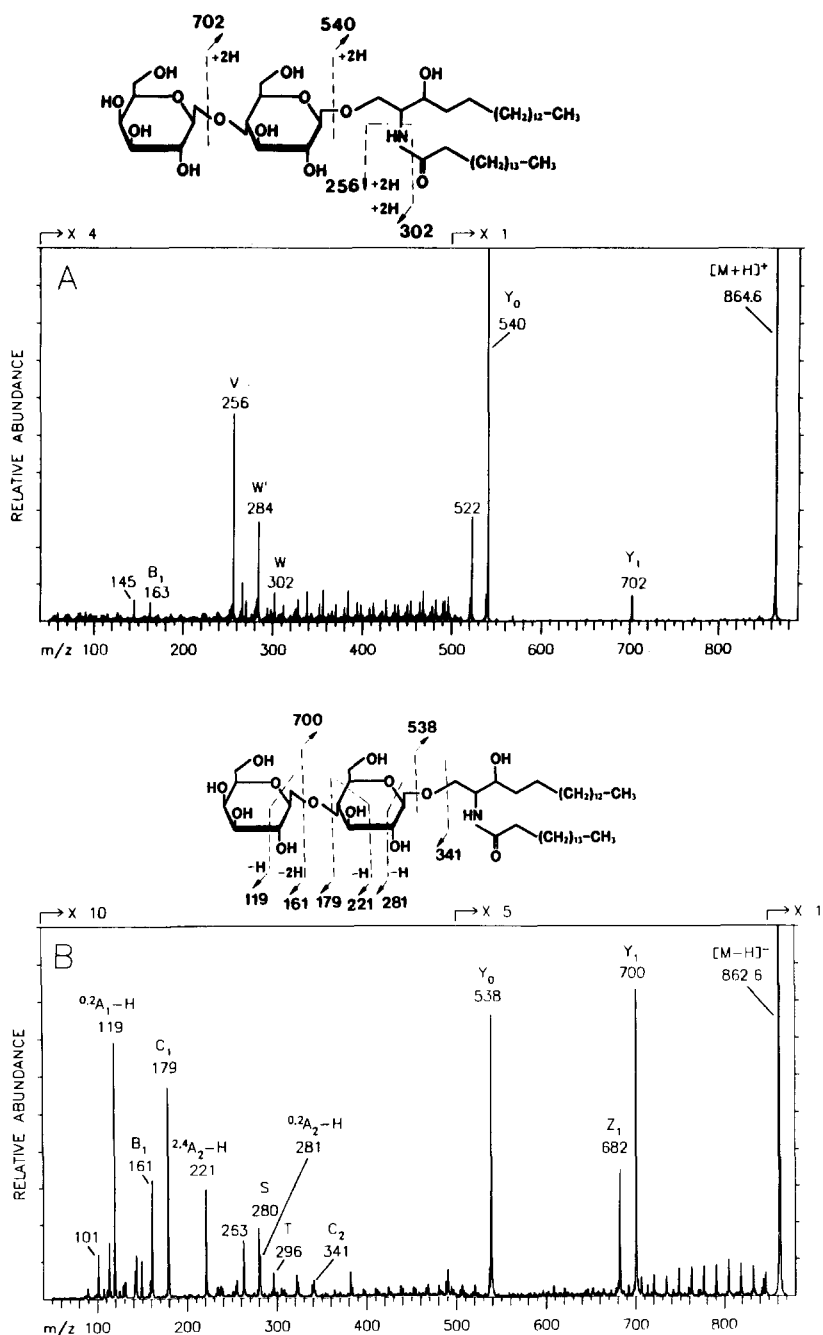 702 540
+2H +2H
OH OH OH
HO O O O (CH₂)₁₂—CH₃
OH O OH HN
OH OH O (CH₂)₁₃—CH₃
256 +2H
+2H
302
→ X 4 → X 1
A
[M+H]⁺
864.6
Y₀
540
V
256
W'
284
522
W
302
B₁
145 163
Y₁
702
RELATIVE ABUNDANCE
m/z 100 200 300 400 500 600 700 800
700 538
OH OH OH
HO O O O (CH₂)₁₂—CH₃
HO O OH N
OH OH H (CH₂)₁₃—CH₃
O
341
-H -2H -H -H
119 161 179 221 281
→ X 10 → X 5 → X 1
B
[M—H]⁻
862.6
Y₀
538
Y₁
700
⁰·²A₁—H
119
C₁
179
⁰·²A₂—H
281
B₁
161
²·⁴A₂—H
221
Z₁
682
S
280
101
263
T
296
C₂
341
RELATIVE ABUNDANCE
m/z 100 200 300 400 500 600 700 800